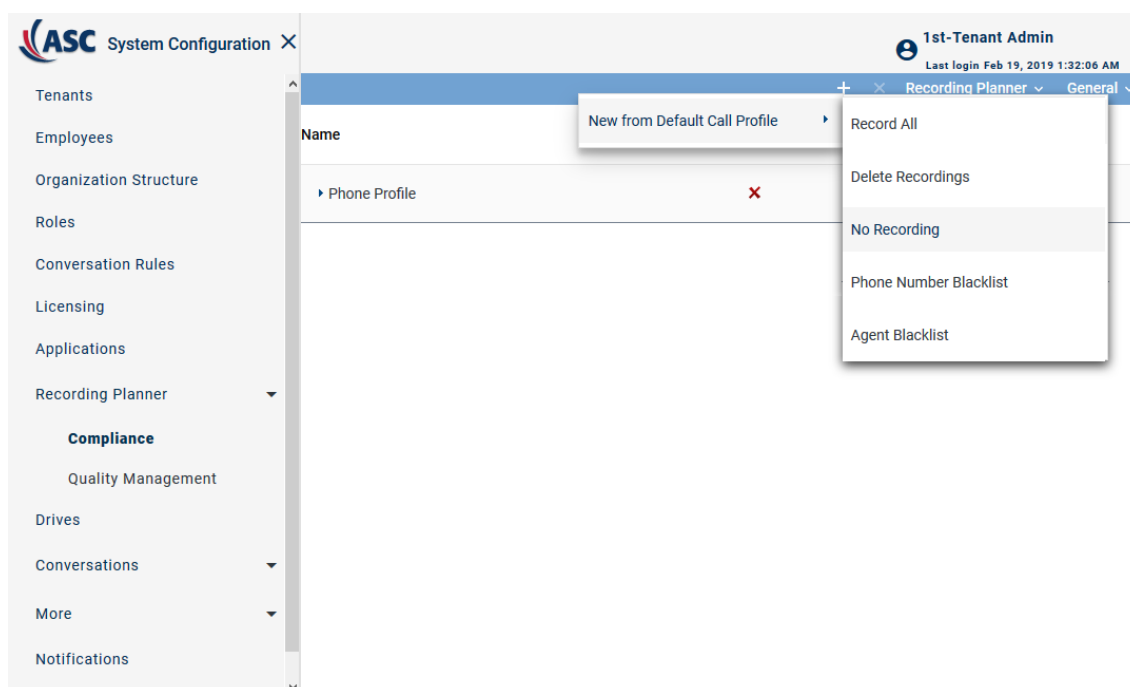 ASC System Configuration
1st-Tenant Admin
Last login Feb 19, 2019 1:32:06 AM
Recording Planner General
Tenants
Employees
Organization Structure
Roles
Conversation Rules
Licensing
Applications
Recording Planner
Compliance
Quality Management
Drives
Conversations
More
Notifications
Name
Phone Profile
New from Default Call Profile
Record All
Delete Recordings
No Recording
Phone Number Blacklist
Agent Blacklist